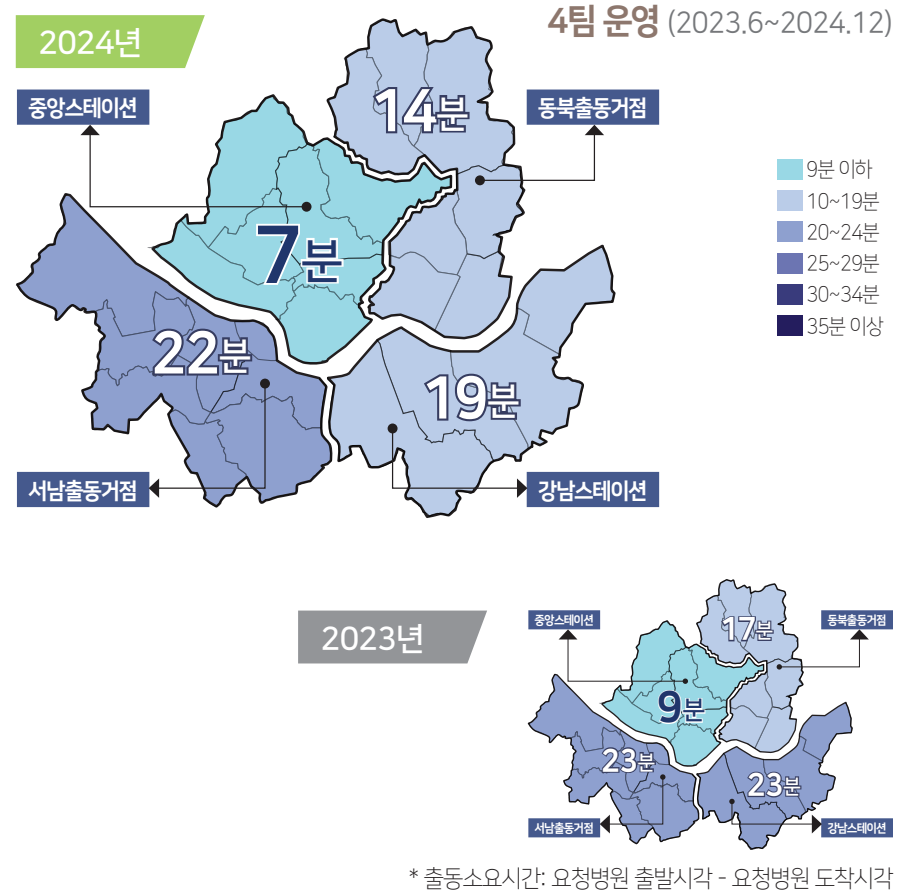 4팀 운영 (2023.6~2024.12)
2024년
중앙스테이션
동북출동거점
14분
7분
22분
19분
9분 이하
10~19분
20~24분
25~29분
30~34분
35분 이상
서남출동거점
강남스테이션
2023년
중앙스테이션
동북출동거점
17분
9분
23분
23분
서남출동거점
강남스테이션
* 출동소요시간: 요청병원 출발시각 - 요청병원 도착시각